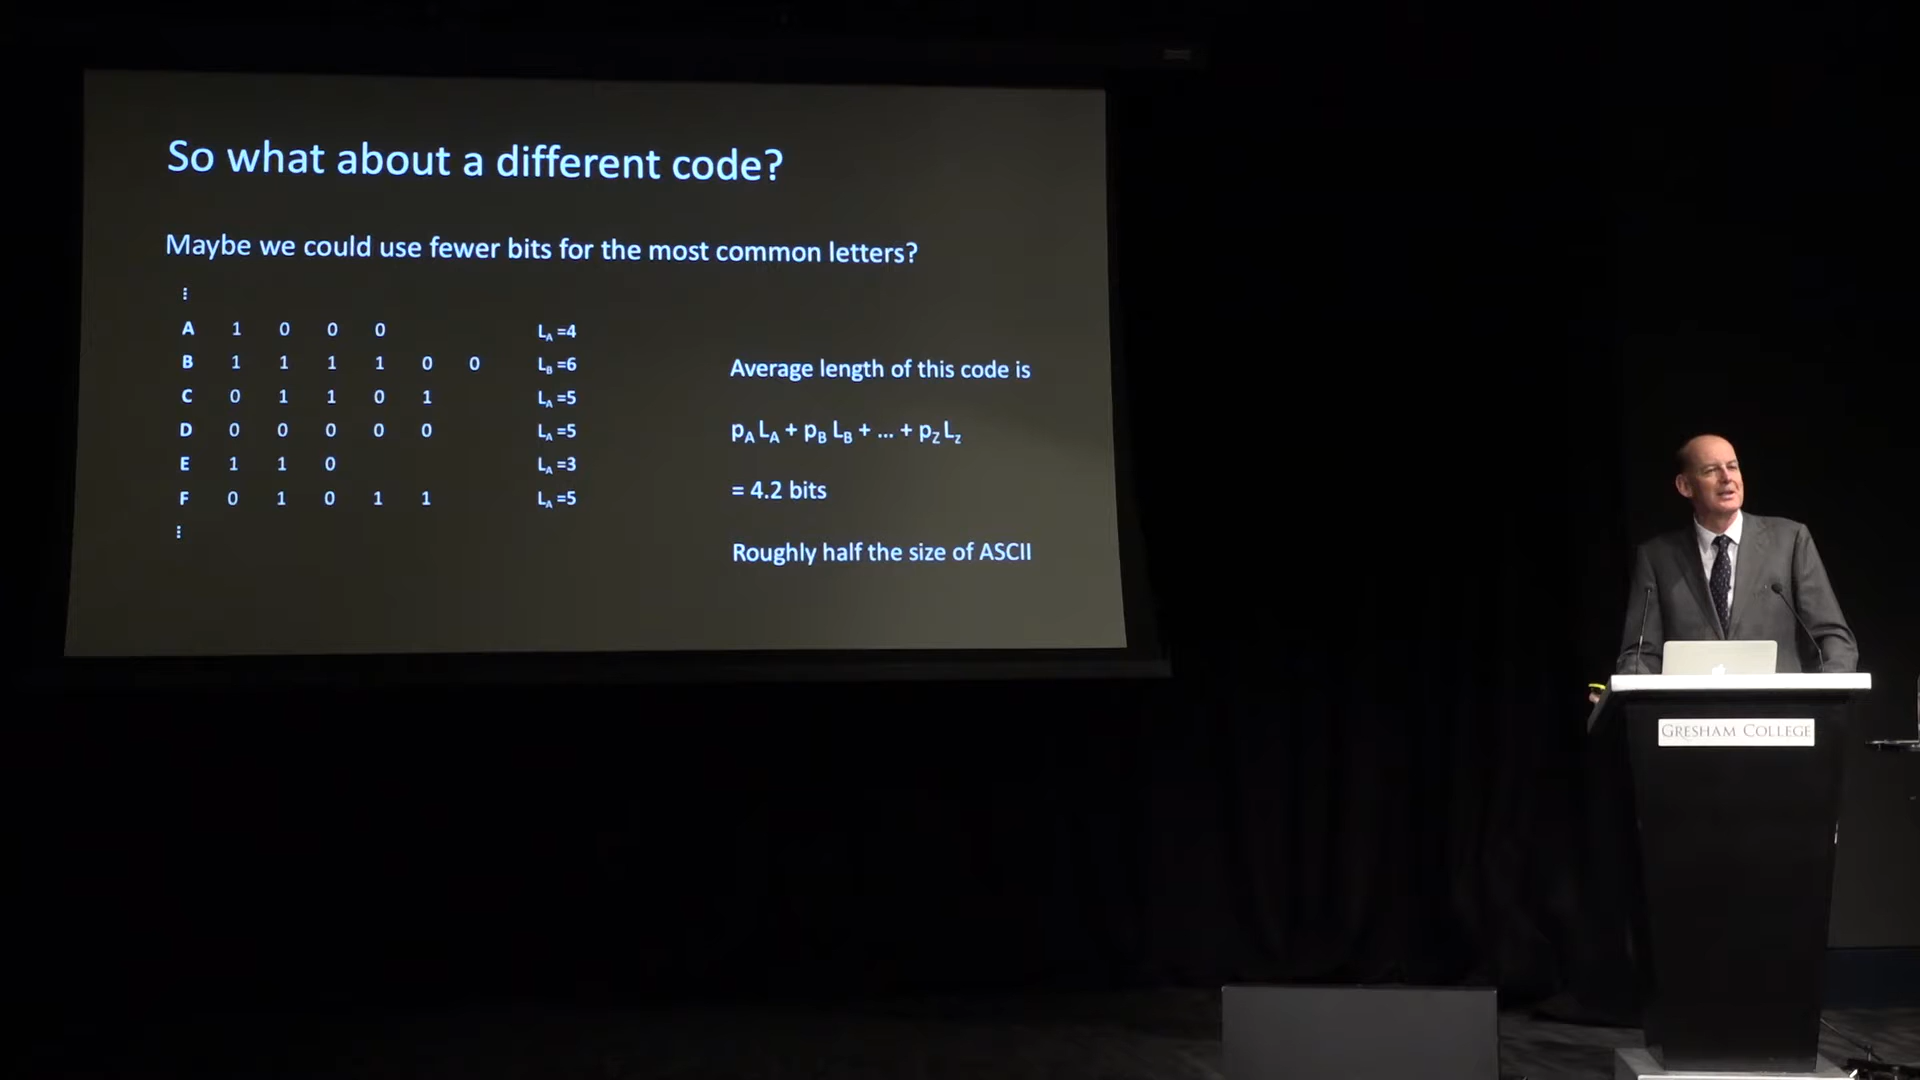 So what about a different code?
Maybe we could use fewer bits for the most common letters?
⋮
A 1 0 0 0 L_A =4
B 1 1 1 1 0 0 L_B =6
C 0 1 1 0 1 L_A =5
D 0 0 0 0 0 L_A =5
E 1 1 0 L_A =3
F 0 1 0 1 1 L_A =5
⋮
Average length of this code is
p_A L_A + p_B L_B + ... + p_Z L_z
= 4.2 bits
Roughly half the size of ASCII
GRESHAM COLLEGE